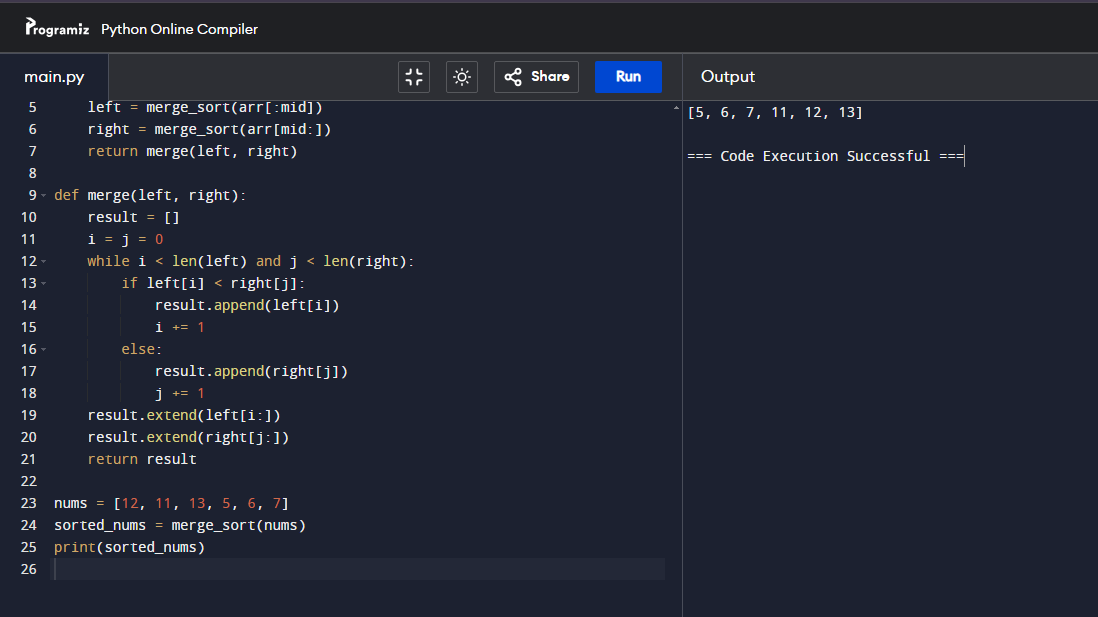 Programiz Python Online Compiler
main.py Share Run Output
5     left = merge_sort(arr[:mid])
6     right = merge_sort(arr[mid:])
7     return merge(left, right)
8
9 def merge(left, right):
10     result = []
11     i = j = 0
12     while i < len(left) and j < len(right):
13         if left[i] < right[j]:
14             result.append(left[i])
15             i += 1
16         else:
17             result.append(right[j])
18             j += 1
19     result.extend(left[i:])
20     result.extend(right[j:])
21     return result
22
23 nums = [12, 11, 13, 5, 6, 7]
24 sorted_nums = merge_sort(nums)
25 print(sorted_nums)
26
[5, 6, 7, 11, 12, 13]
=== Code Execution Successful ===